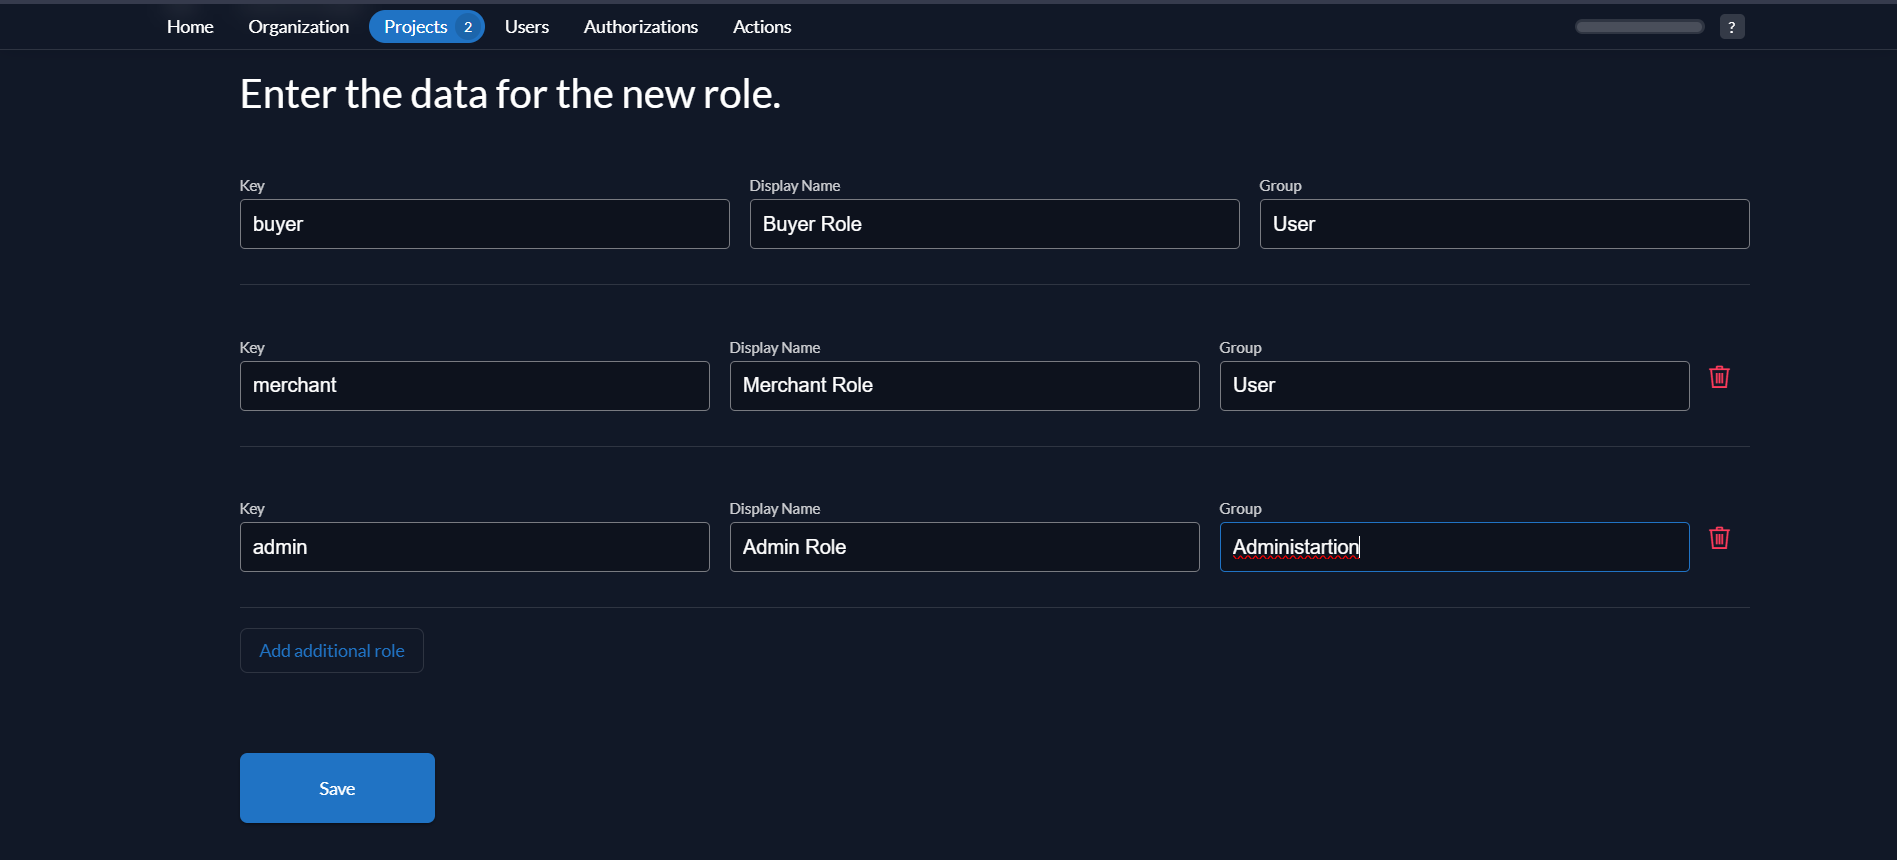 Home Organization Projects 2 Users Authorizations Actions ?
Enter the data for the new role.
Key Display Name Group
buyer Buyer Role User
Key Display Name Group
merchant Merchant Role User
Key Display Name Group
admin Admin Role Administartion
Add additional role
Save